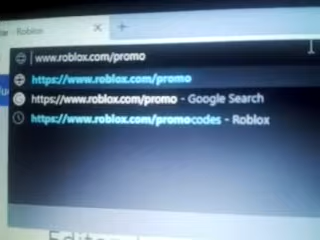 Roblox
www.roblox.com/promo
https://www.roblox.com/promo
https://www.roblox.com/promo - Google Search
https://www.roblox.com/promocodes - Roblox